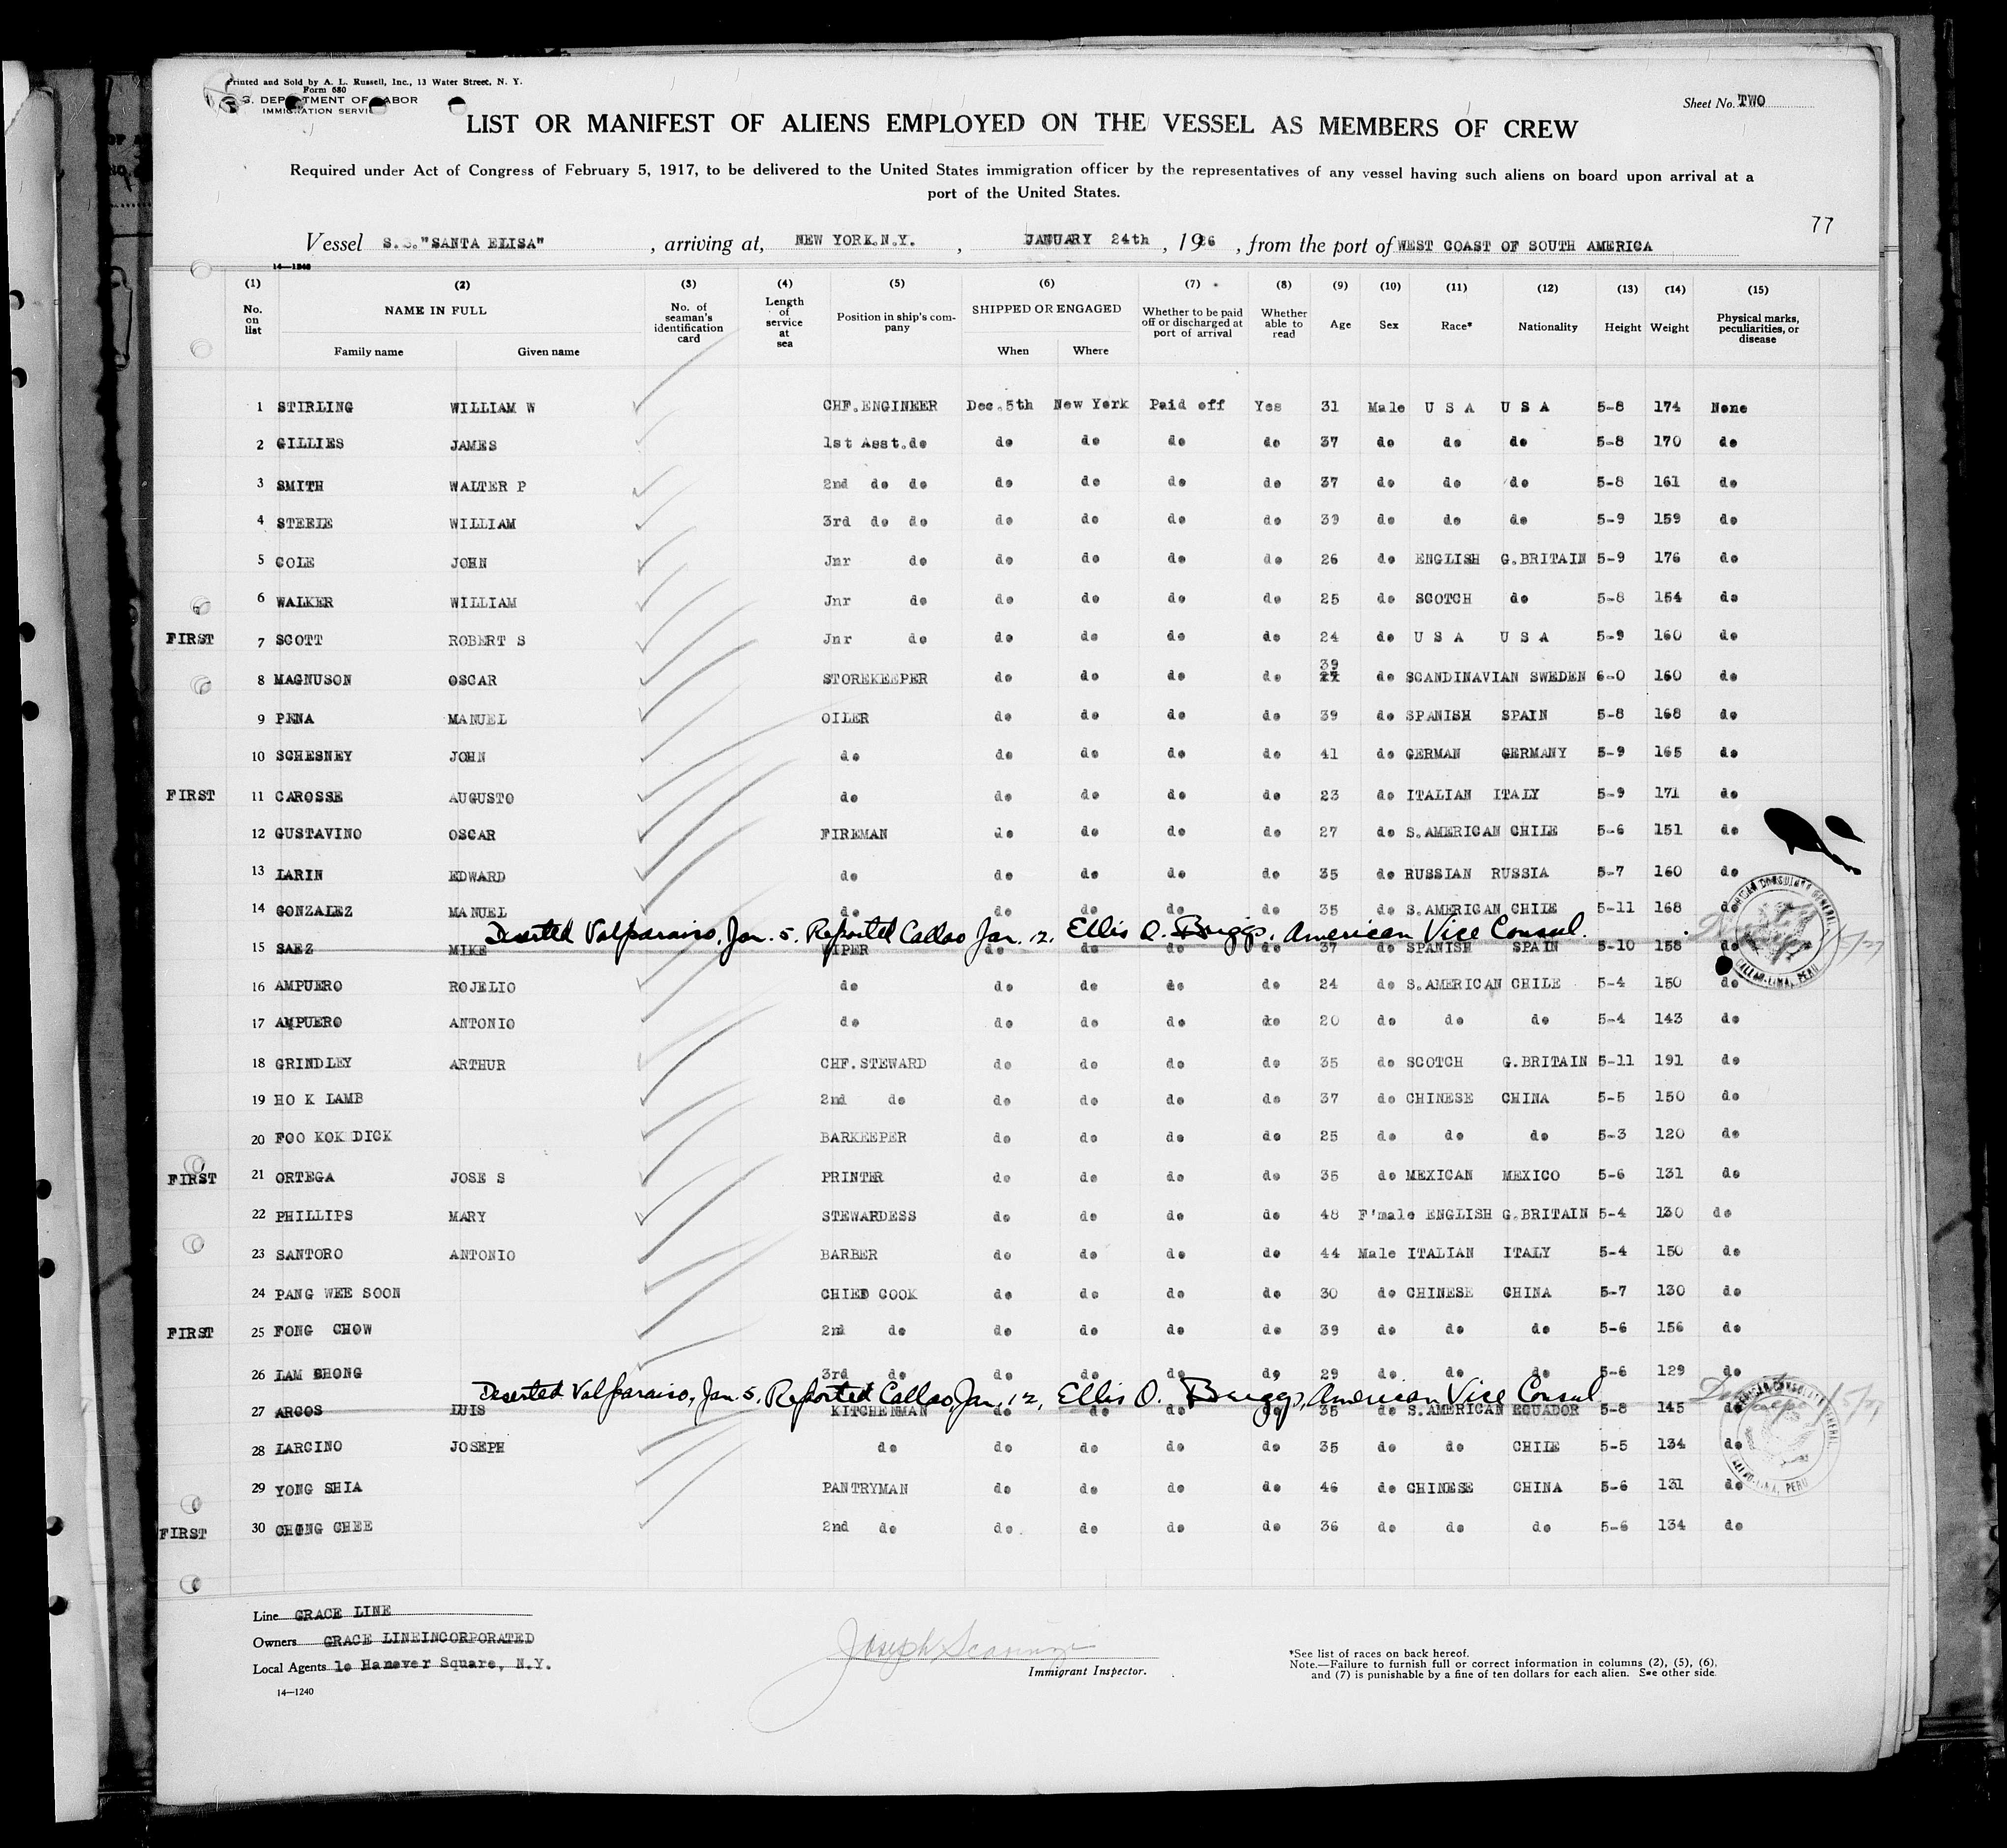 Printed and Sold by A. L. Russell, Inc., 13 Water Street, N. Y.
Form 680
S. DEPARTMENT OF LABOR
IMMIGRATION SERVICE
Sheet No. TWO
LIST OR MANIFEST OF ALIENS EMPLOYED ON THE VESSEL AS MEMBERS OF CREW
Required under Act of Congress of February 5, 1917, to be delivered to the United States immigration officer by the representatives of any vessel having such aliens on board upon arrival at a
port of the United States.
77
Vessel S.S."SANTA ELISA" , arriving at, NEW YORK.N.Y. , JANUARY 24th , 1926 , from the port of WEST COAST OF SOUTH AMERICA
14—1240
(1) (2) (3) (4) (5) (6) (7) (8) (9) (10) (11) (12) (13) (14) (15)
No. on list NAME IN FULL Family name Given name No. of seaman's identification card Length of service at sea Position in ship's company SHIPPED OR ENGAGED When Where Whether to be paid off or discharged at port of arrival Whether able to read Age Sex Race* Nationality Height Weight Physical marks, peculiarities, or disease
1 STIRLING WILLIAM W CHF.ENGINEER Dec.5th New York Paid off Yes 31 Male U S A U S A 5-8 174 None
2 GILLIES JAMES 1st Asst.do do do do do 37 do do do 5-8 170 do
3 SMITH WALTER P 2nd do do do do do do 37 do do do 5-8 161 do
4 STEELE WILLIAM 3rd do do do do do do 39 do do do 5-9 159 do
5 COLE JOHN Jnr do do do do do 26 do ENGLISH G.BRITAIN 5-9 176 do
6 WALKER WILLIAM Jnr do do do do do 25 do SCOTCH do 5-8 154 do
FIRST 7 SCOTT ROBERT S Jnr do do do do do 24 do U S A U S A 5-9 160 do
39
8 MAGNUSON OSCAR STOREKEEPER do do do do 27 do SCANDINAVIAN SWEDEN 6-0 160 do
9 PENA MANUEL OILER do do do do 39 do SPANISH SPAIN 5-8 168 do
10 SCHESNEY JOHN do do do do do 41 do GERMAN GERMANY 5-9 165 do
FIRST 11 CAROSSE AUGUSTO do do do do do 23 do ITALIAN ITALY 5-9 171 do
12 GUSTAVINO OSCAR FIREMAN do do do do 27 do S.AMERICAN CHILE 5-6 151 do
13 LARIN EDWARD do do do do do 35 do RUSSIAN RUSSIA 5-7 160 do
14 GONZALEZ MANUEL do do do do do 35 do S.AMERICAN CHILE 5-11 168 do
Deserted Valparaiso, Jan. 5. Reported Callao Jan. 12, Ellis O. Briggs, American Vice Consul.
15 SAEZ MIKE WIPER do do do do 37 do SPANISH SPAIN 5-10 158 do
16 AMPUERO ROJELIO do do do do do 24 do S.AMERICAN CHILE 5-4 150 do
17 AMPUERO ANTONIO do do do do do 20 do do do 5-4 143 do
18 GRINDLEY ARTHUR CHF.STEWARD do do do do 35 do SCOTCH G.BRITAIN 5-11 191 do
19 HO K LAMB 2nd do do do do do 37 do CHINESE CHINA 5-5 150 do
20 FOO KOK DICK BARKEEPER do do do do 25 do do do 5-3 120 do
FIRST 21 ORTEGA JOSE S PRINTER do do do do 35 do MEXICAN MEXICO 5-6 131 do
22 PHILLIPS MARY STEWARDESS do do do do 48 F'male ENGLISH G.BRITAIN 5-4 130 do
23 SANTORO ANTONIO BARBER do do do do 44 Male ITALIAN ITALY 5-4 150 do
24 PANG WEE SOON CHIEF COOK do do do do 30 do CHINESE CHINA 5-7 130 do
FIRST 25 FONG CHOW 2nd do do do do do 39 do do do 5-6 156 do
26 LAM CHONG 3rd do do do do do 29 do do do 5-6 129 do
Deserted Valparaiso, Jan. 5. Reported Callao, Jan. 12, Ellis O. Briggs, American Vice Consul
27 ARCOS LUIS KITCHENMAN do do do do 35 do S.AMERICAN ECUADOR 5-8 145 do
28 LARCINO JOSEPH do do do do do 35 do do CHILE 5-5 134 do
29 YONG SHIA PANTRYMAN do do do do 46 do CHINESE CHINA 5-6 131 do
FIRST 30 CHONG CHEE 2nd do do do do do 36 do do do 5-6 134 do
AMERICAN CONSULATE GENERAL CALLAO-LIMA, PERU
AMERICAN CONSULATE GENERAL CALLAO-LIMA, PERU
Line GRACE LINE
Owners GRACE LINEINCORPORATED
Local Agents 10 Hanover Square, N.Y.
14—1240
Joseph
Immigrant Inspector.
*See list of races on back hereof.
Note.—Failure to furnish full or correct information in columns (2), (5), (6),
and (7) is punishable by a fine of ten dollars for each alien. See other side.